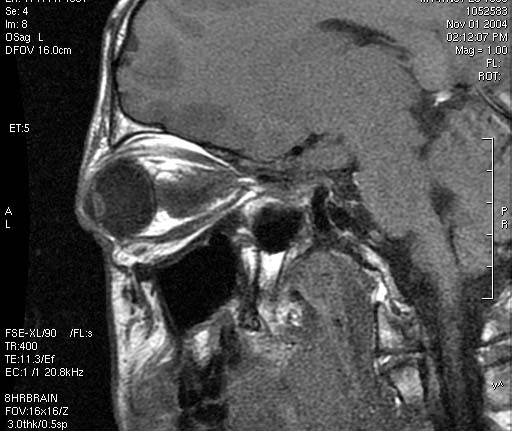 Se: 4
Im: 8
OSag L
DFOV 16.0cm
1052583
Nov 01 2004
02:12:07 PM
Mag = 1.00
FL:
ROT:
ET:5
A
L
P
R
FSE-XL/90 /FL:s
TR:400
TE:11.3/Ef
EC:1 /1 20.8kHz
8HRBRAIN
FOV:16x16/Z
3.0thk/0.5sp